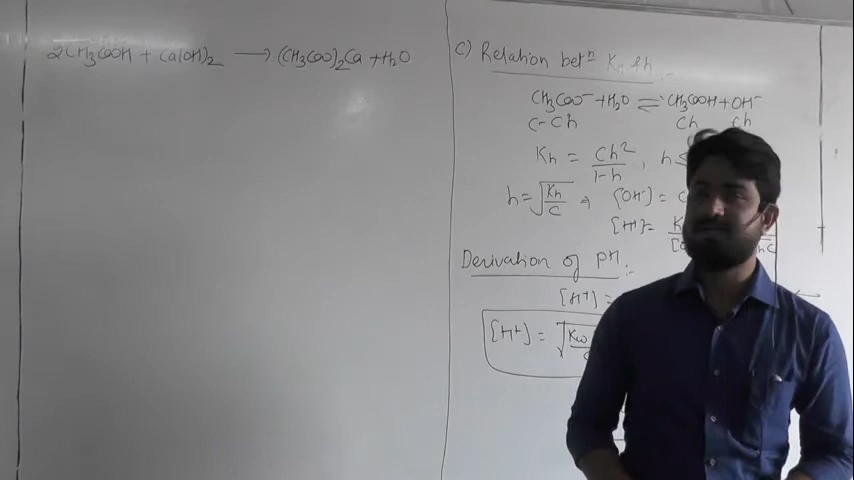 2CH₃COOH + Ca(OH)₂ ⟶ (CH₃COO)₂Ca + H₂O
c) Relation betⁿ Kh & h :-
CH₃COO⁻ + H₂O ⇌ CH₃COOH + OH⁻
C-Ch Ch Ch
Kh = Ch²/1-h , h ≤
h = √Kh/C ⇒ [OH⁻] = C
[H⁺] = K
Derivation of PH :-
[H⁺] =
[H⁺] = √Kw